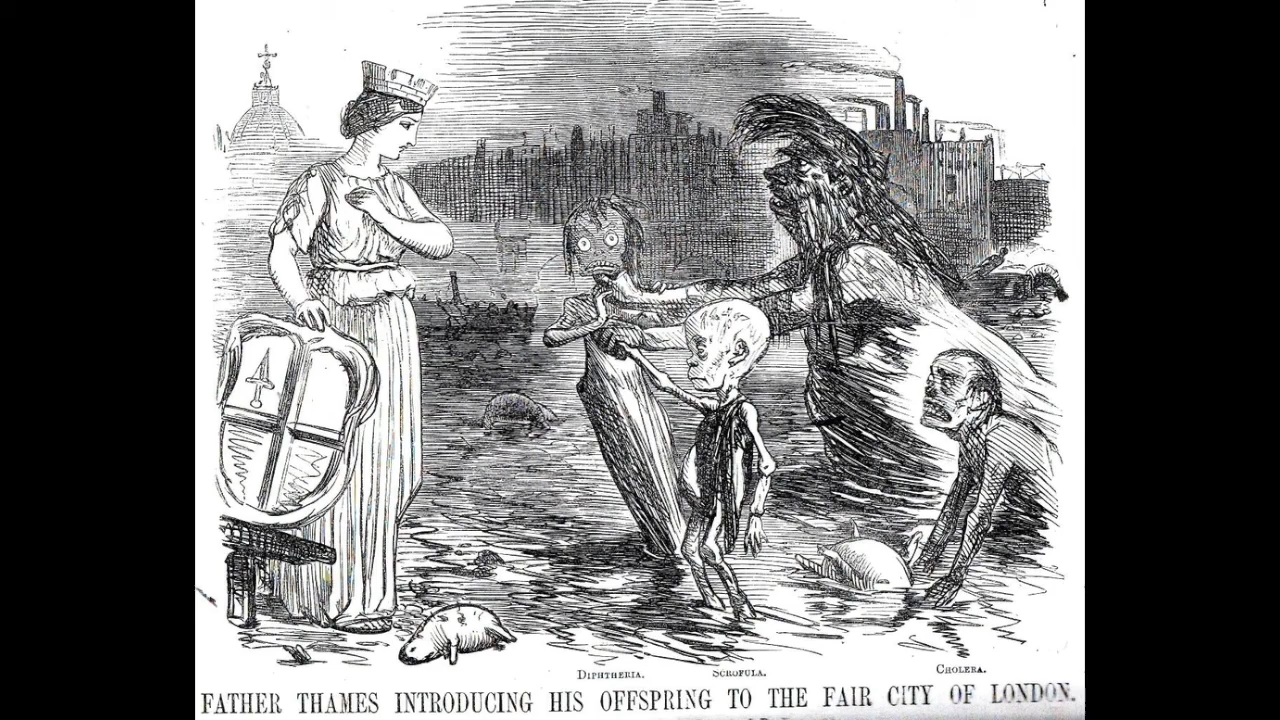 DIPHTHERIA. SCROFULA. CHOLERA.
FATHER THAMES INTRODUCING HIS OFFSPRING TO THE FAIR CITY OF LONDON.